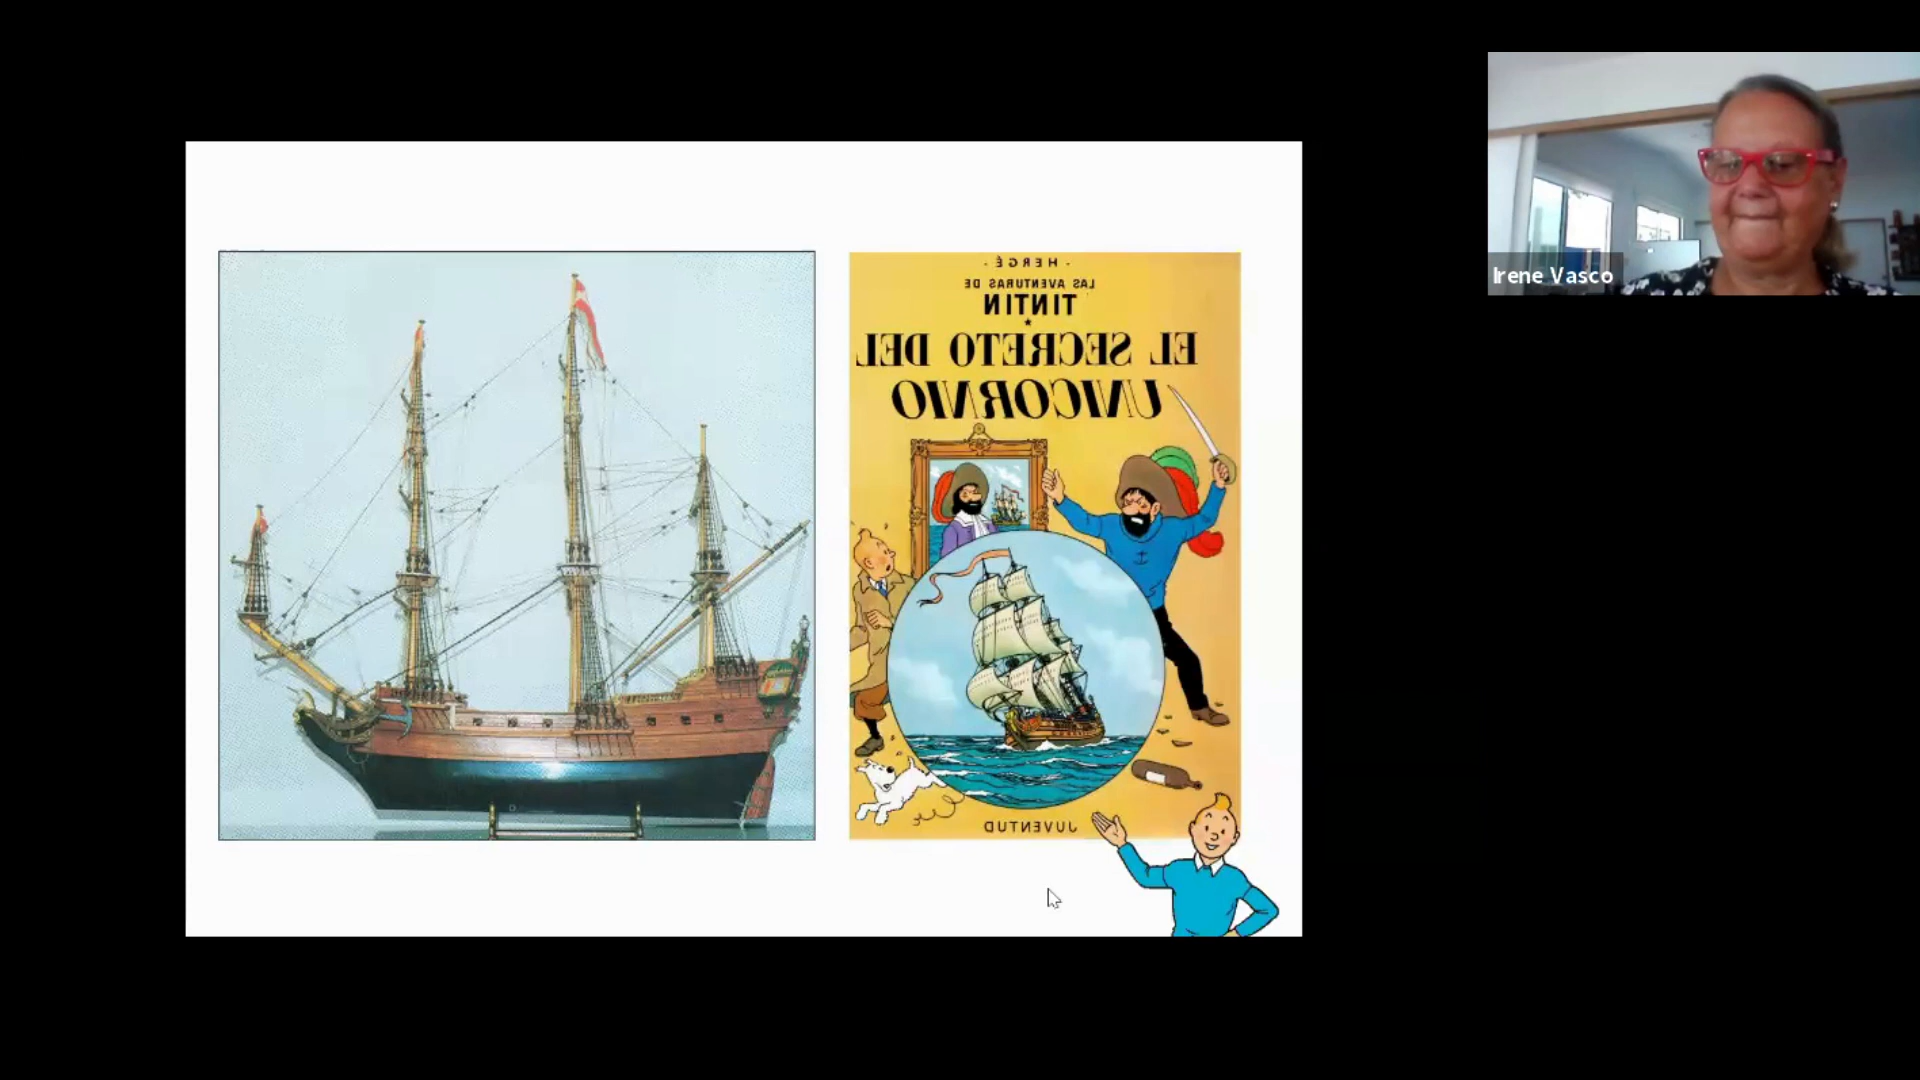 · HERGÉ ·
LAS AVENTURAS DE
TINTIN
EL SECRETO DEL
UNICORNIO
JUVENTUD
Irene Vasco